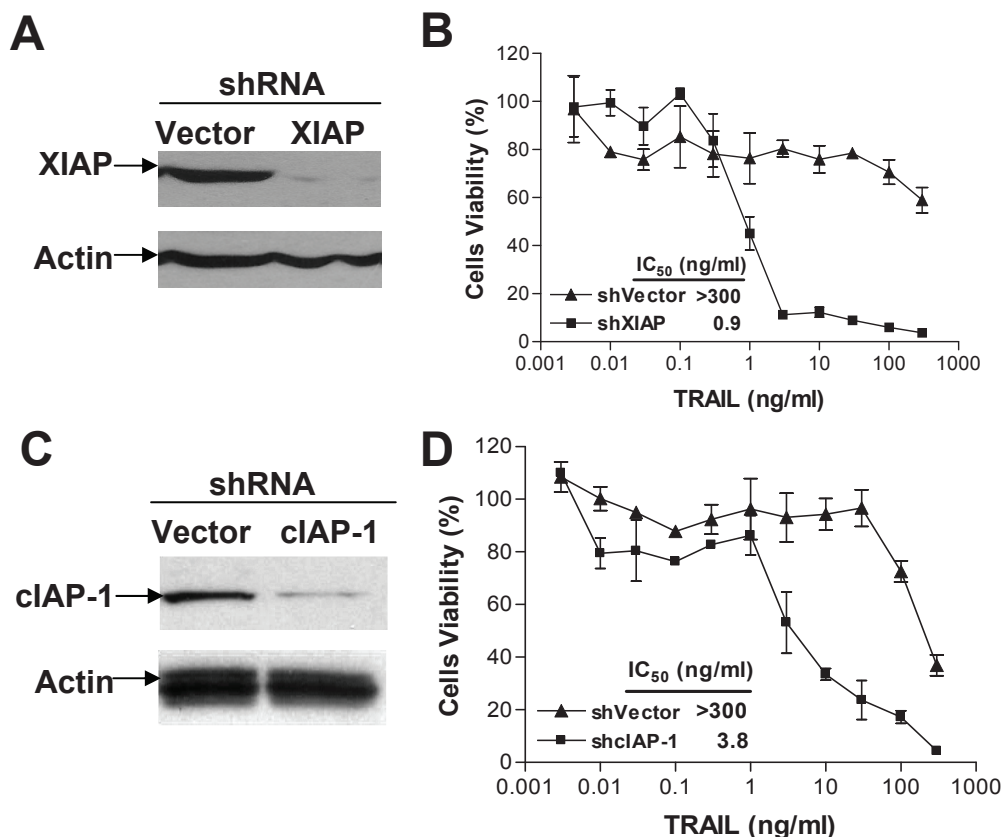 A
shRNA
Vector XIAP
XIAP
Actin
B
Cells Viability (%)
120
100
80
60
40
20
0
IC50 (ng/ml)
shVector >300
shXIAP 0.9
0.001 0.01 0.1 1 10 100 1000
TRAIL (ng/ml)
C
shRNA
Vector cIAP-1
cIAP-1
Actin
D
Cells Viability (%)
120
100
80
60
40
20
0
IC50 (ng/ml)
shVector >300
shcIAP-1 3.8
0.001 0.01 0.1 1 10 100 1000
TRAIL (ng/ml)